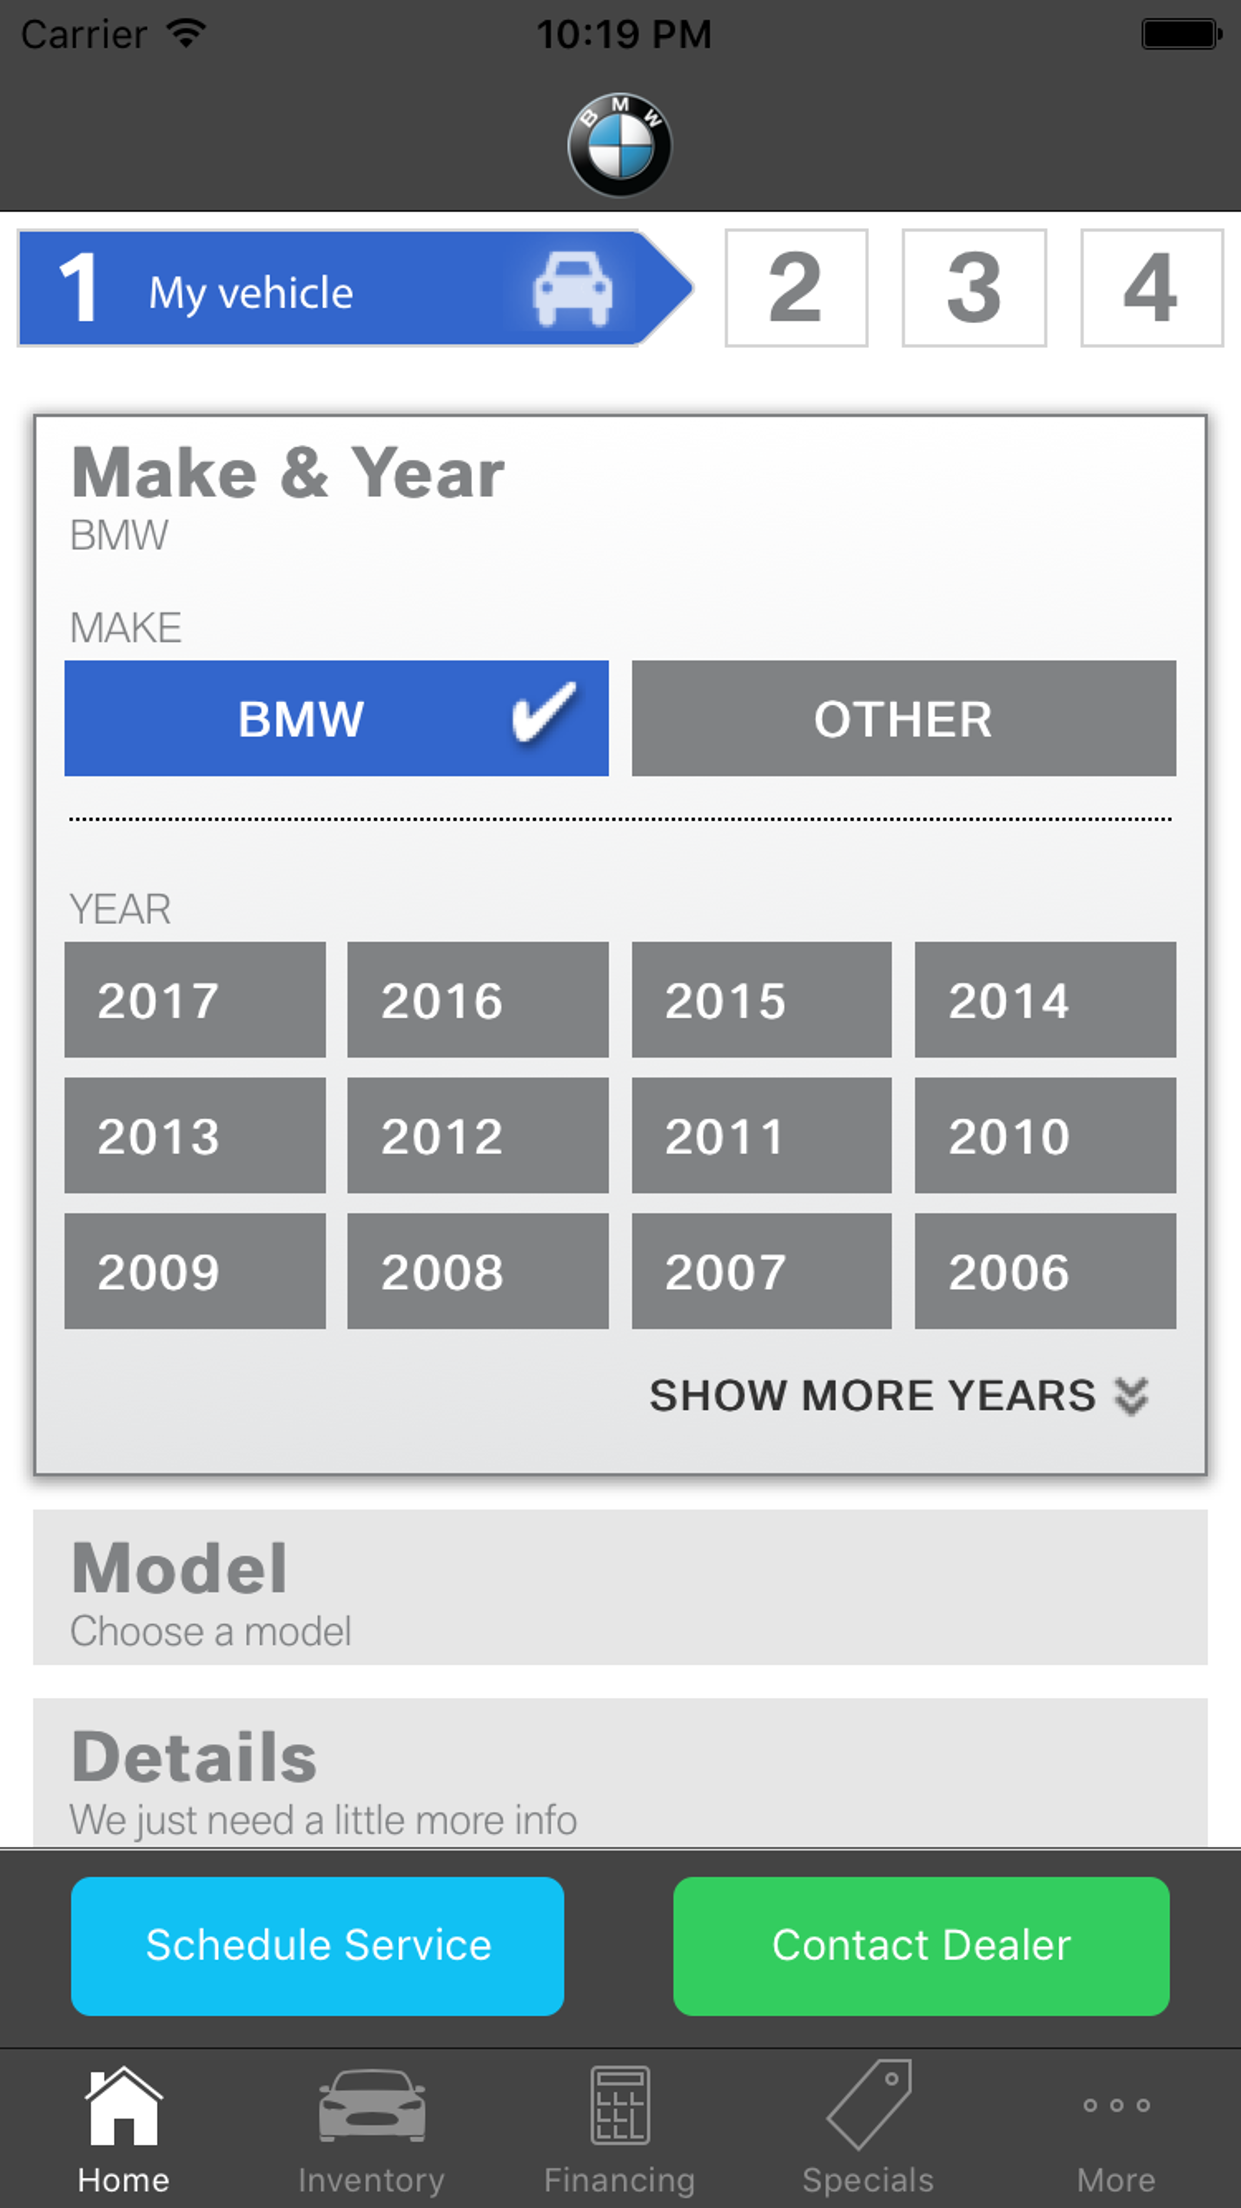 Carrier 10:19 PM
BMW
1 My vehicle 2 3 4
Make & Year
BMW
MAKE
BMW OTHER
YEAR
2017 2016 2015 2014
2013 2012 2011 2010
2009 2008 2007 2006
SHOW MORE YEARS
Model
Choose a model
Details
We just need a little more info
Schedule Service Contact Dealer
Home Inventory Financing Specials More